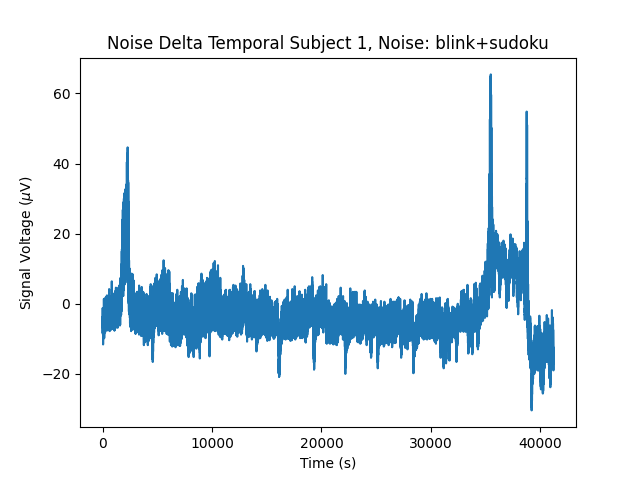 Noise Delta Temporal Subject 1, Noise: blink+sudoku
60
40
20
0
−20
Signal Voltage (μV)
0 10000 20000 30000 40000
Time (s)